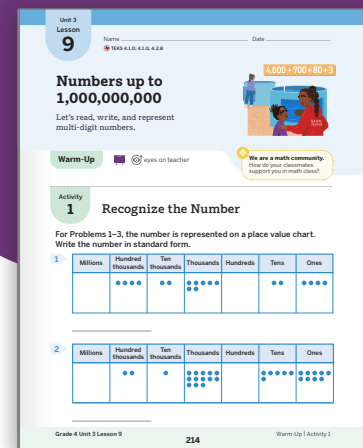 Unit 3
Lesson
9
Name
Date
TEKS 4.1.D, 4.1.G, 4.2.B
4,000 + 900 + 80 + 3
Numbers up to
1,000,000,000
Let's read, write, and represent
multi-digit numbers.
Warm-Up
eyes on teacher
We are a math community.
How do your classmates
support you in math class?
Activity
1
Recognize the Number
For Problems 1–3, the number is represented on a place value chart.
Write the number in standard form.
1
Millions Hundred thousands Ten thousands Thousands Hundreds Tens Ones
2
Millions Hundred thousands Ten thousands Thousands Hundreds Tens Ones
Grade 4 Unit 3 Lesson 9
Warm-Up | Activity 1
214